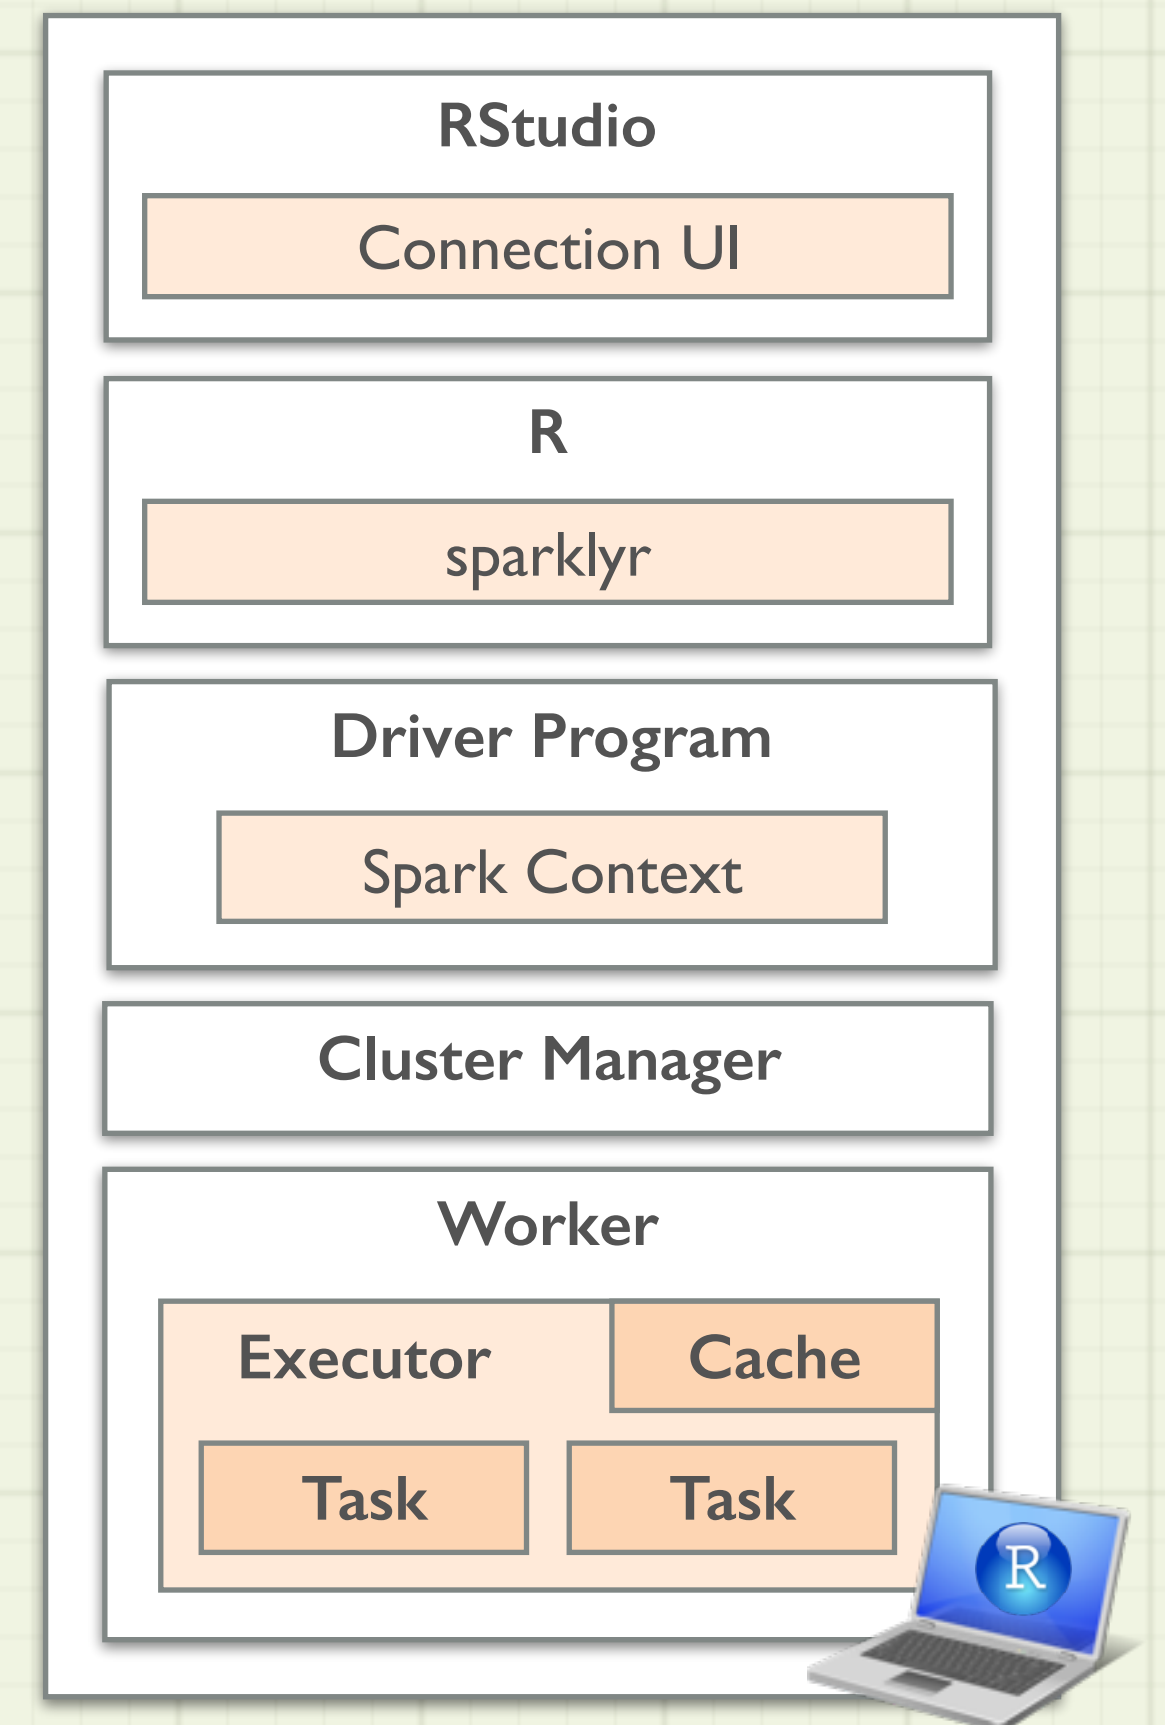 RStudio
Connection UI
R
sparklyr
Driver Program
Spark Context
Cluster Manager
Worker
Executor Cache
Task Task
R